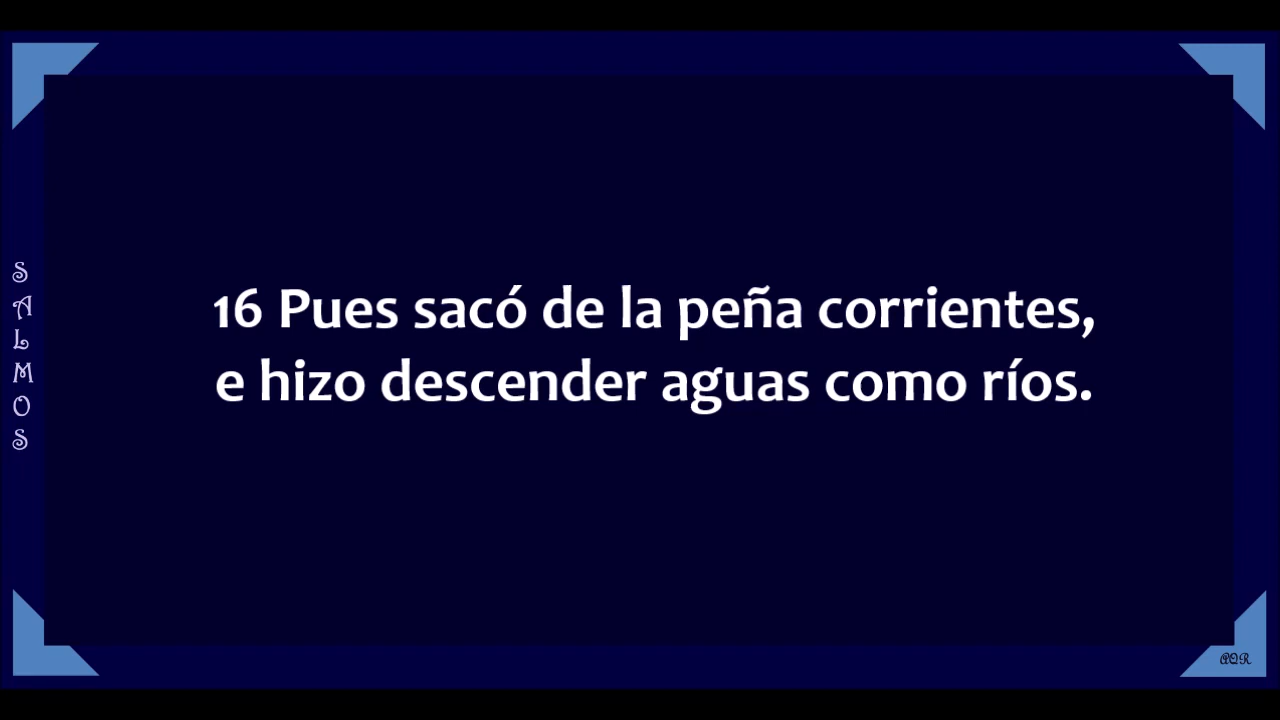 SALMOS
16 Pues sacó de la peña corrientes,
e hizo descender aguas como ríos.